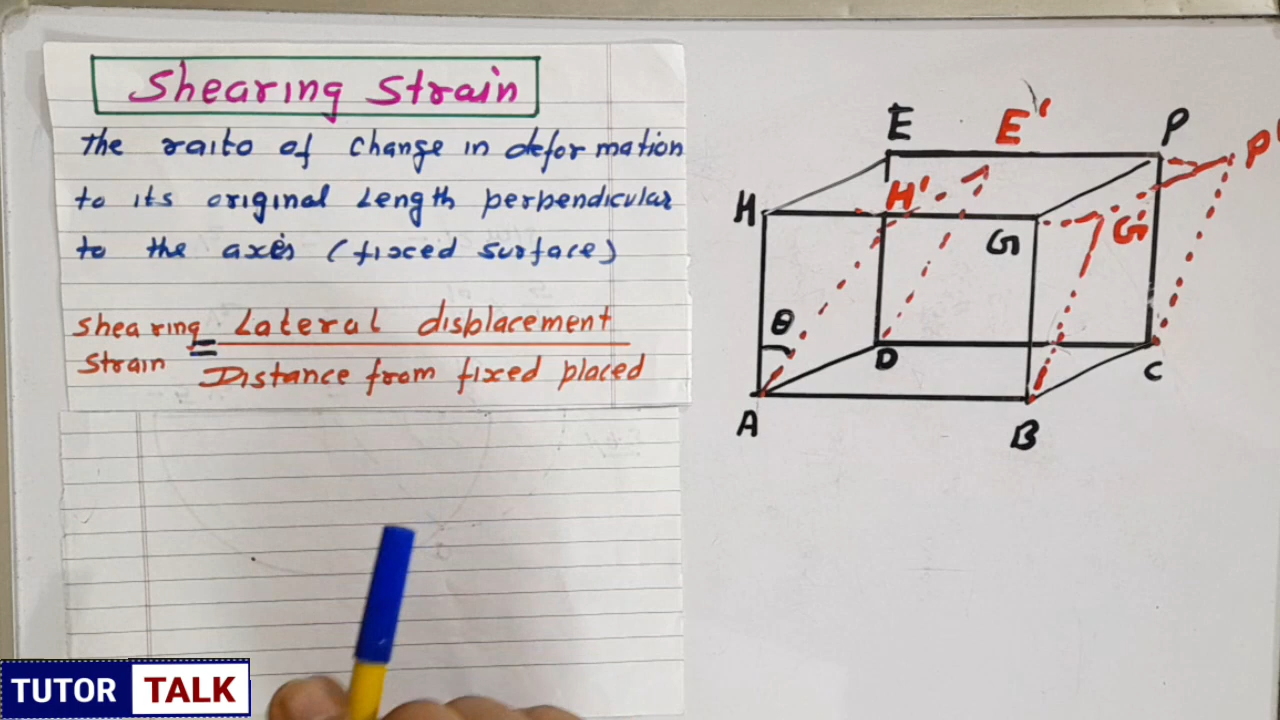 Shearing Strain
the raito of change in deformation
to its original Length perpendicular
to the axis (fixed surface)
Shearing Strain = Lateral displacement
Distance from fixed placed
E E' P P'
H H' G G'
θ
D C
A B
TUTOR TALK